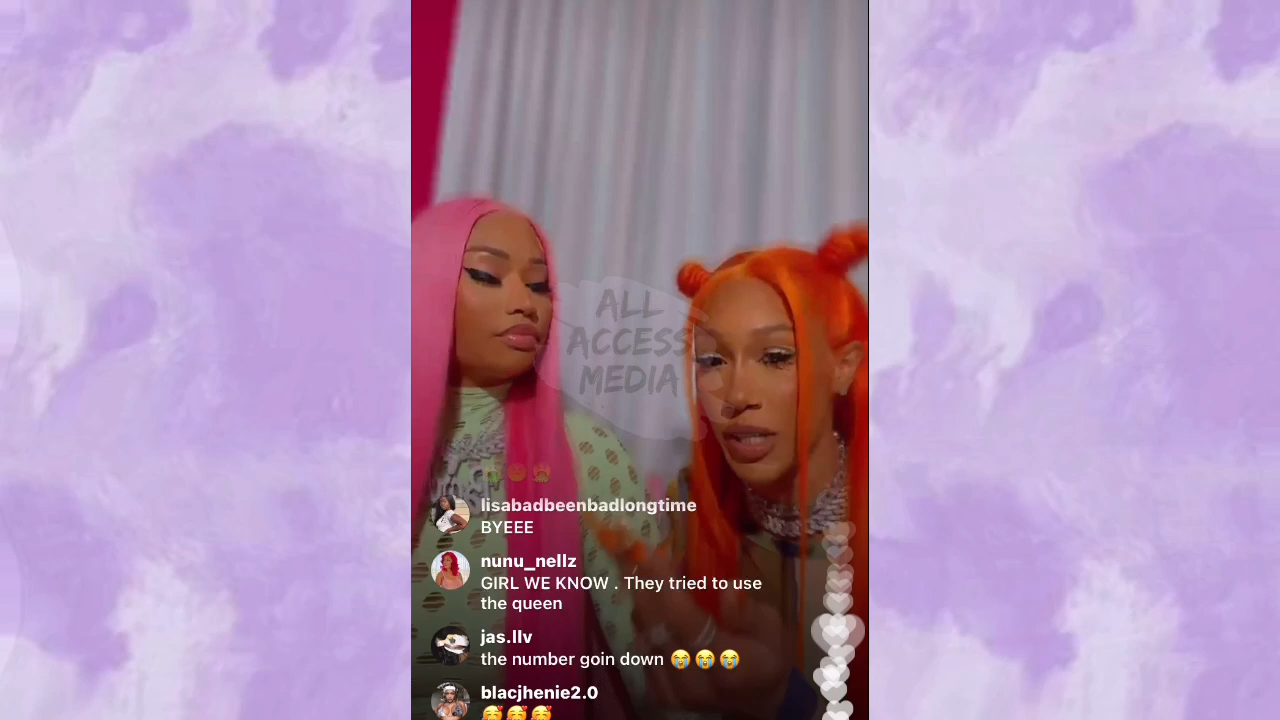 ALL
ACCESS
MEDIA
lisabadbeenbadlongtime
BYEEE
nunu_nellz
GIRL WE KNOW . They tried to use
the queen
jas.llv
the number goin down 😭😭😭
blacjhenie2.0
🥰🥰🥰